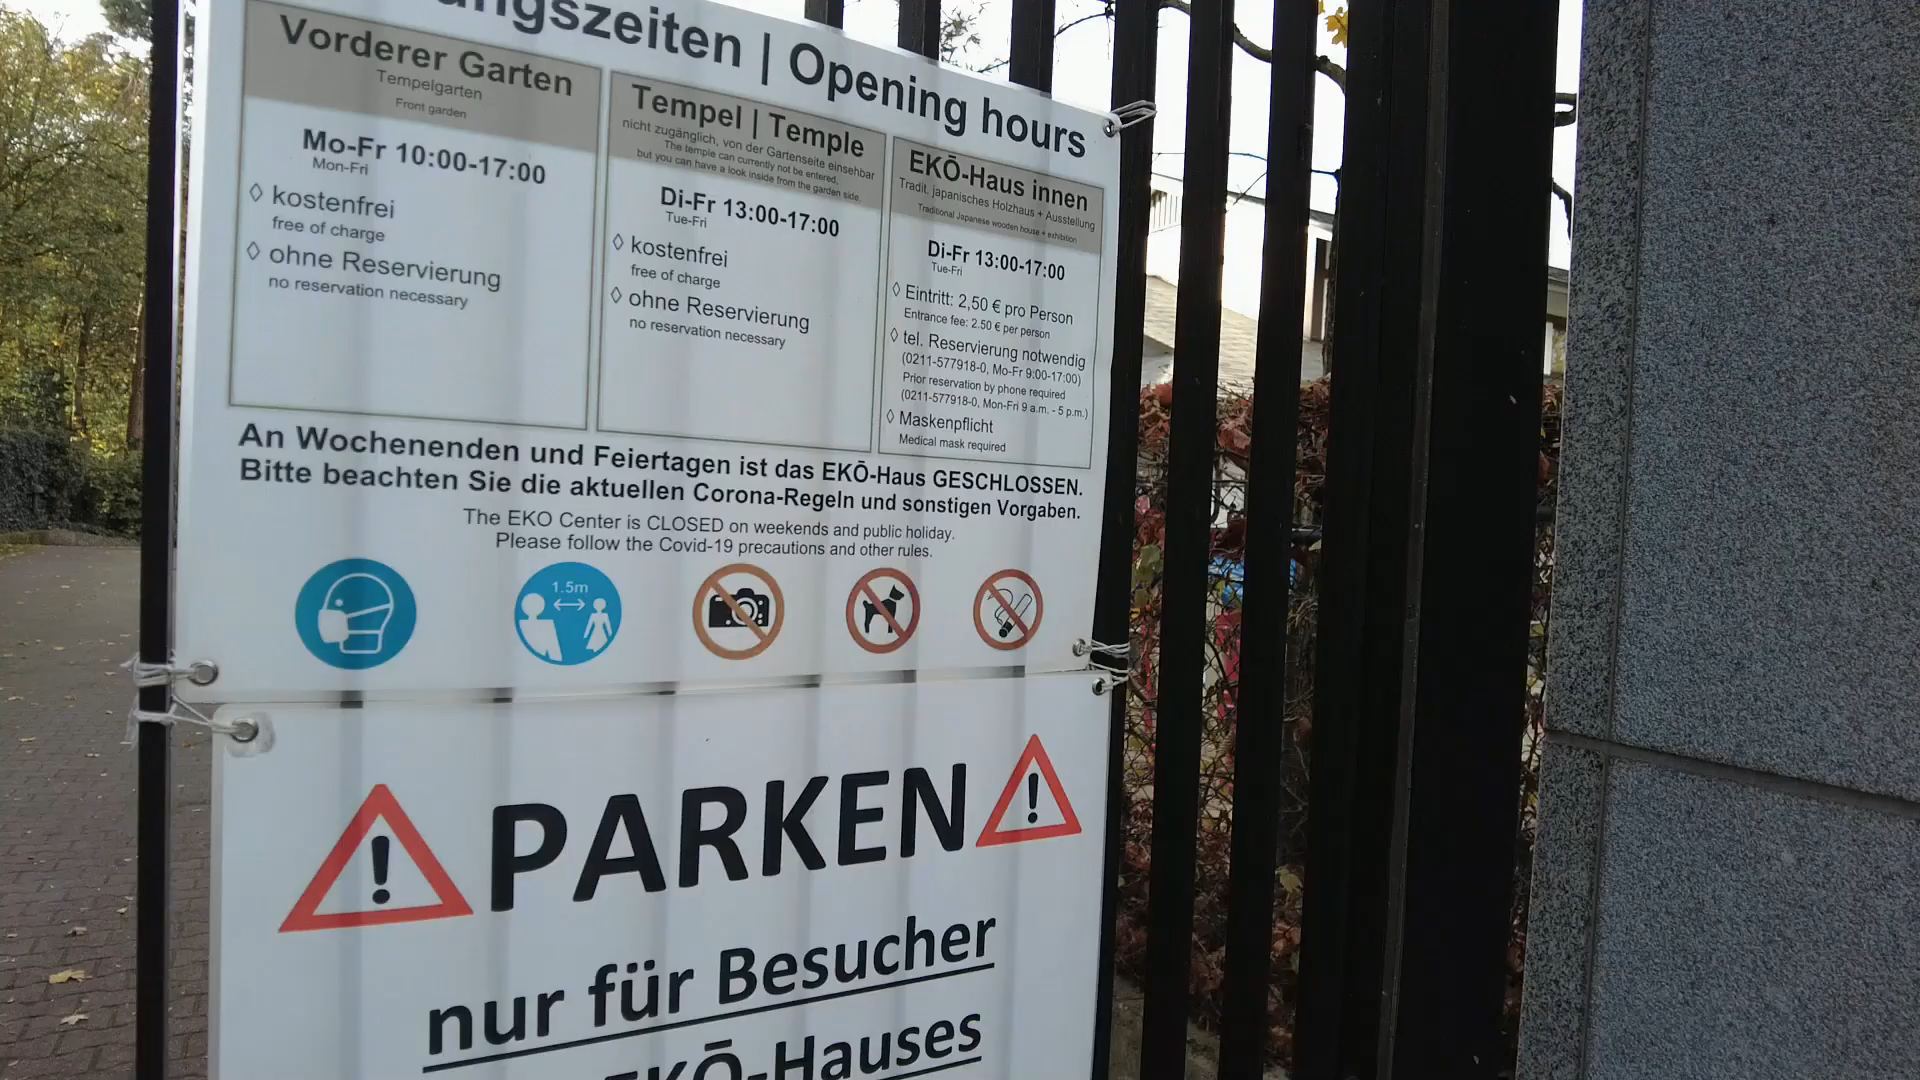 ngszeiten | Opening hours
Vorderer Garten
Tempelgarten
Front garden
Mo-Fr 10:00-17:00
Mon-Fri
◊ kostenfrei
free of charge
◊ ohne Reservierung
no reservation necessary
Tempel | Temple
nicht zugänglich, von der Gartenseite einsehbar
The temple can currently not be entered,
but you can have a look inside from the garden side.
Di-Fr 13:00-17:00
Tue-Fri
◊ kostenfrei
free of charge
◊ ohne Reservierung
no reservation necessary
EKŌ-Haus innen
Tradit. japanisches Holzhaus + Ausstellung
Traditional Japanese wooden house + exhibition
Di-Fr 13:00-17:00
Tue-Fri
◊ Eintritt: 2,50 € pro Person
Entrance fee: 2.50 € per person
◊ tel. Reservierung notwendig
(0211-577918-0, Mo-Fr 9:00-17:00)
Prior reservation by phone required
(0211-577918-0, Mon-Fri 9 a.m. - 5 p.m.)
◊ Maskenpflicht
Medical mask required
An Wochenenden und Feiertagen ist das EKŌ-Haus GESCHLOSSEN.
Bitte beachten Sie die aktuellen Corona-Regeln und sonstigen Vorgaben.
The EKO Center is CLOSED on weekends and public holiday.
Please follow the Covid-19 precautions and other rules.
1.5m
PARKEN
nur für Besucher
EKŌ-Hauses